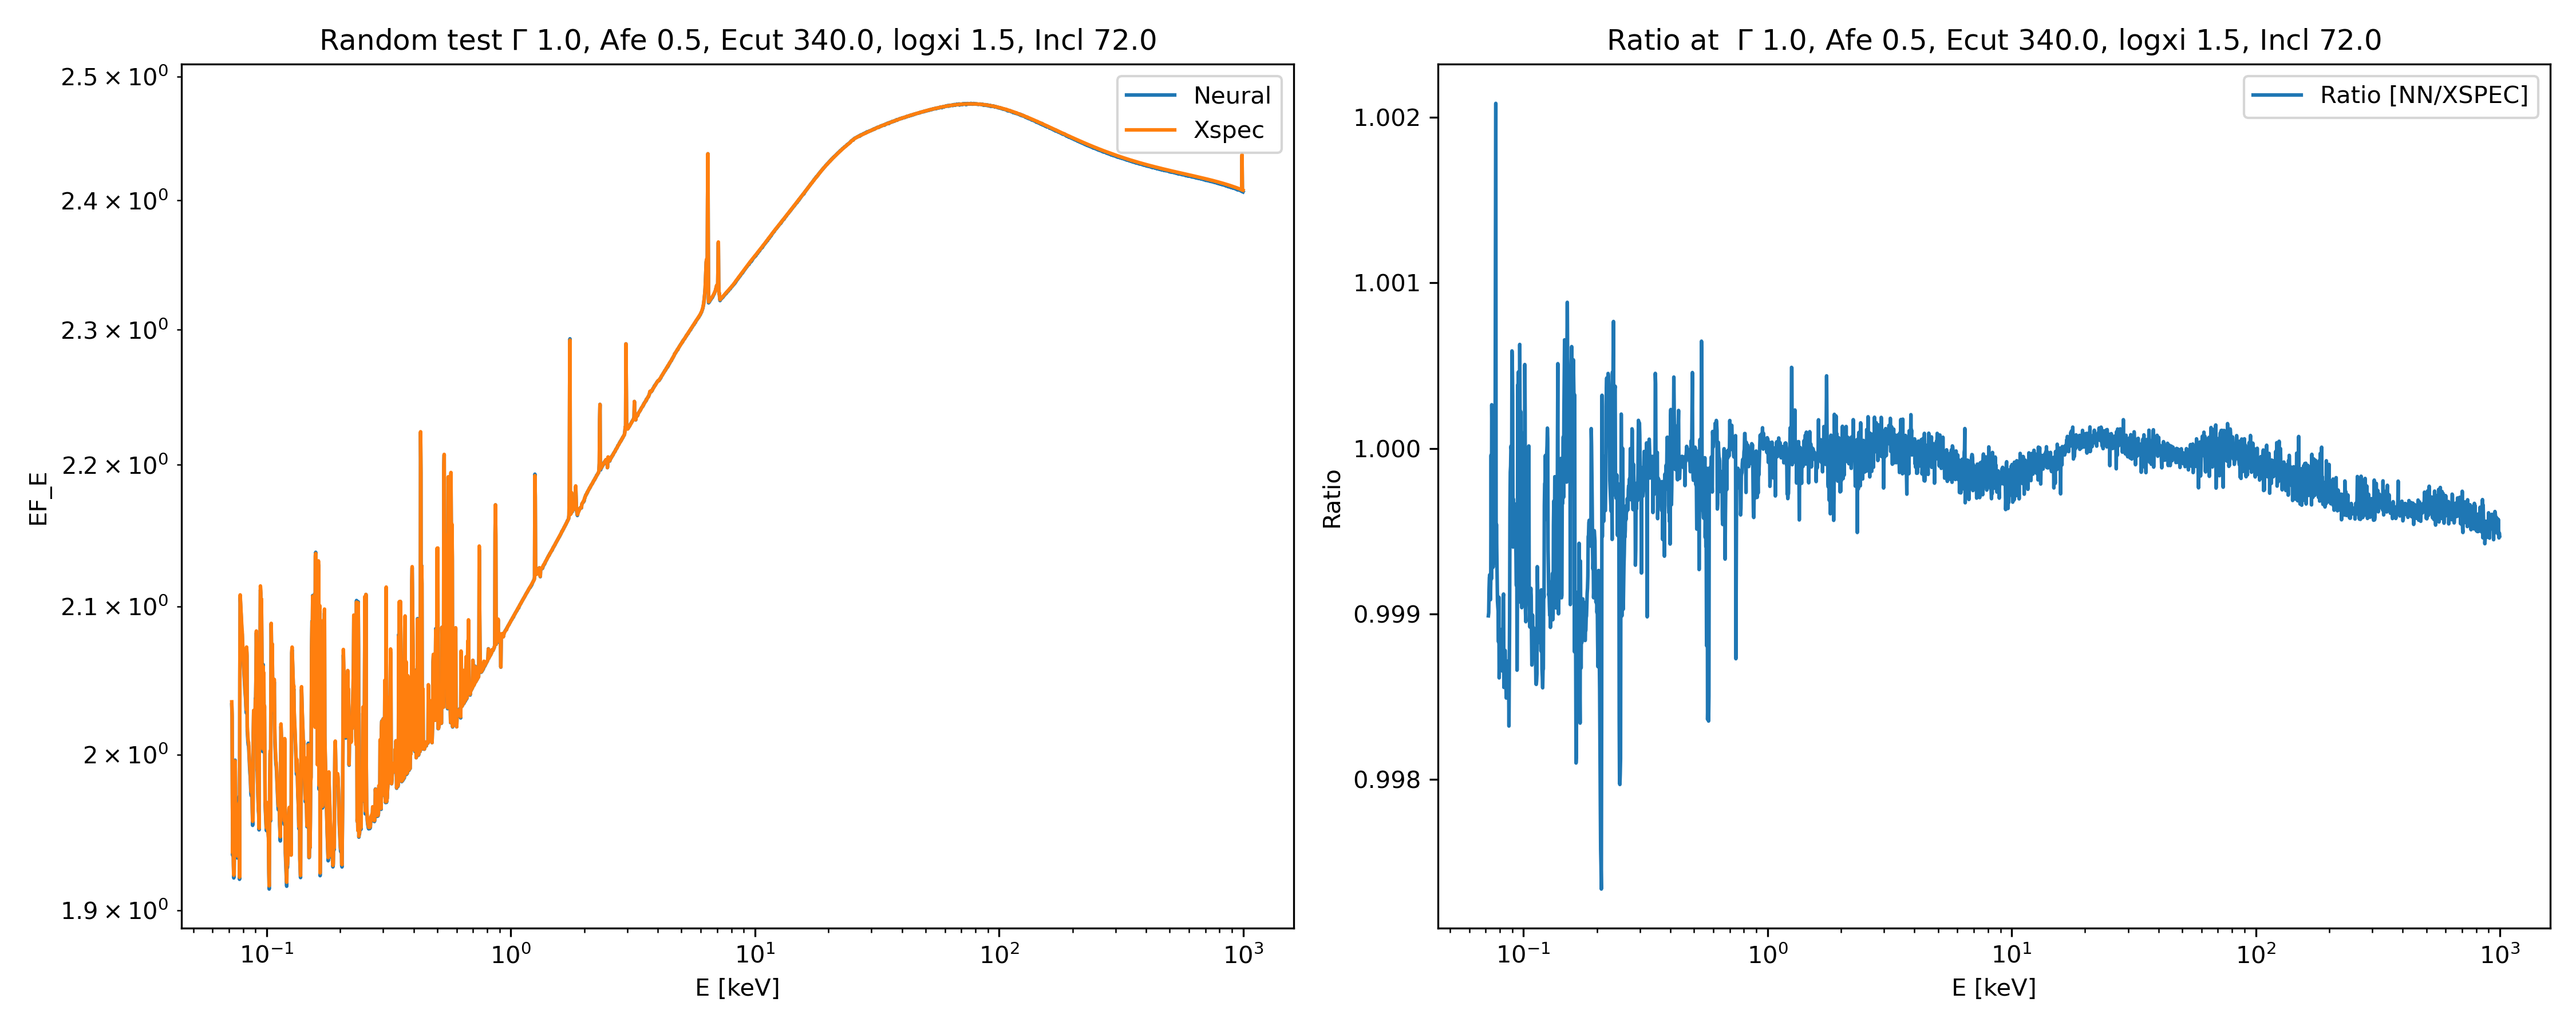 Random test Γ 1.0, Afe 0.5, Ecut 340.0, logxi 1.5, Incl 72.0
2.5 × 10⁰
2.4 × 10⁰
2.3 × 10⁰
2.2 × 10⁰
2.1 × 10⁰
2 × 10⁰
1.9 × 10⁰
EF_E
Neural
Xspec
10⁻¹ 10⁰ 10¹ 10² 10³
E [keV]
Ratio at Γ 1.0, Afe 0.5, Ecut 340.0, logxi 1.5, Incl 72.0
1.002
1.001
1.000
0.999
0.998
Ratio
Ratio [NN/XSPEC]
10⁻¹ 10⁰ 10¹ 10² 10³
E [keV]